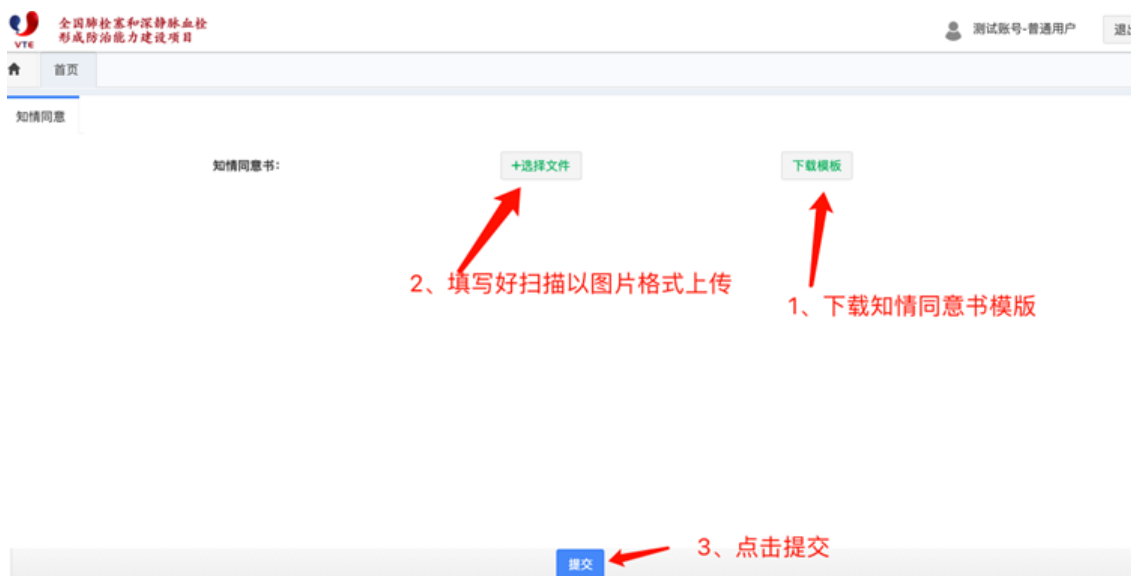 全国肺栓塞和深静脉血栓
形成防治能力建设项目
VTE
测试账号-普通用户
首页
知情同意
知情同意书：
+选择文件
下载模板
2、填写好扫描以图片格式上传
1、下载知情同意书模版
3、点击提交
提交